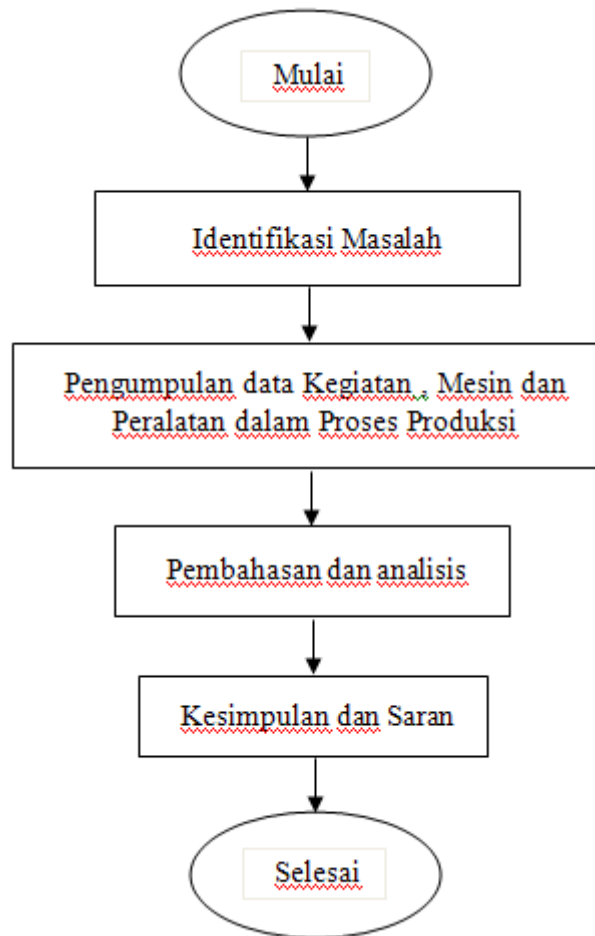 Mulai
Identifikasi Masalah
Pengumpulan data Kegiatan , Mesin dan
Peralatan dalam Proses Produksi
Pembahasan dan analisis
Kesimpulan dan Saran
Selesai